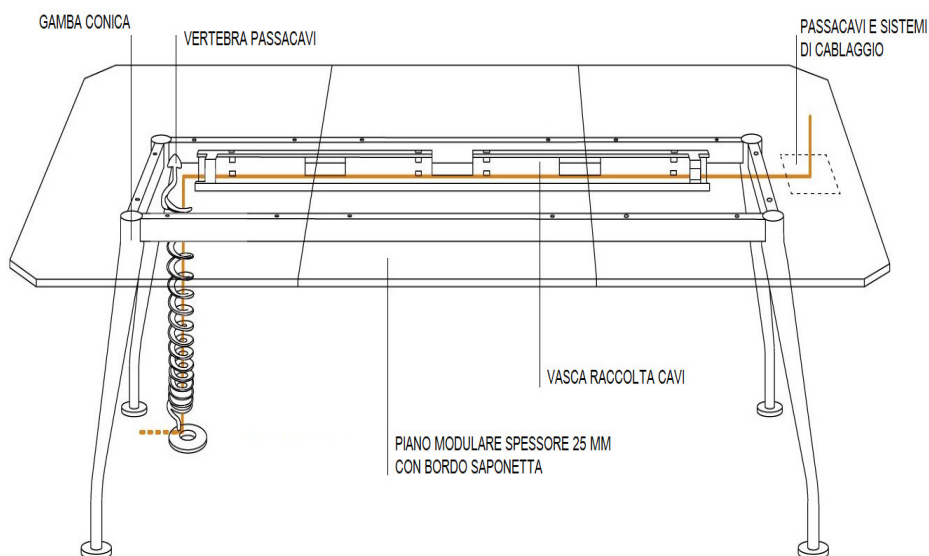 GAMBA CONICA
VERTEBRA PASSACAVI
PASSACAVI E SISTEMI
DI CABLAGGIO
VASCA RACCOLTA CAVI
PIANO MODULARE SPESSORE 25 MM
CON BORDO SAPONETTA